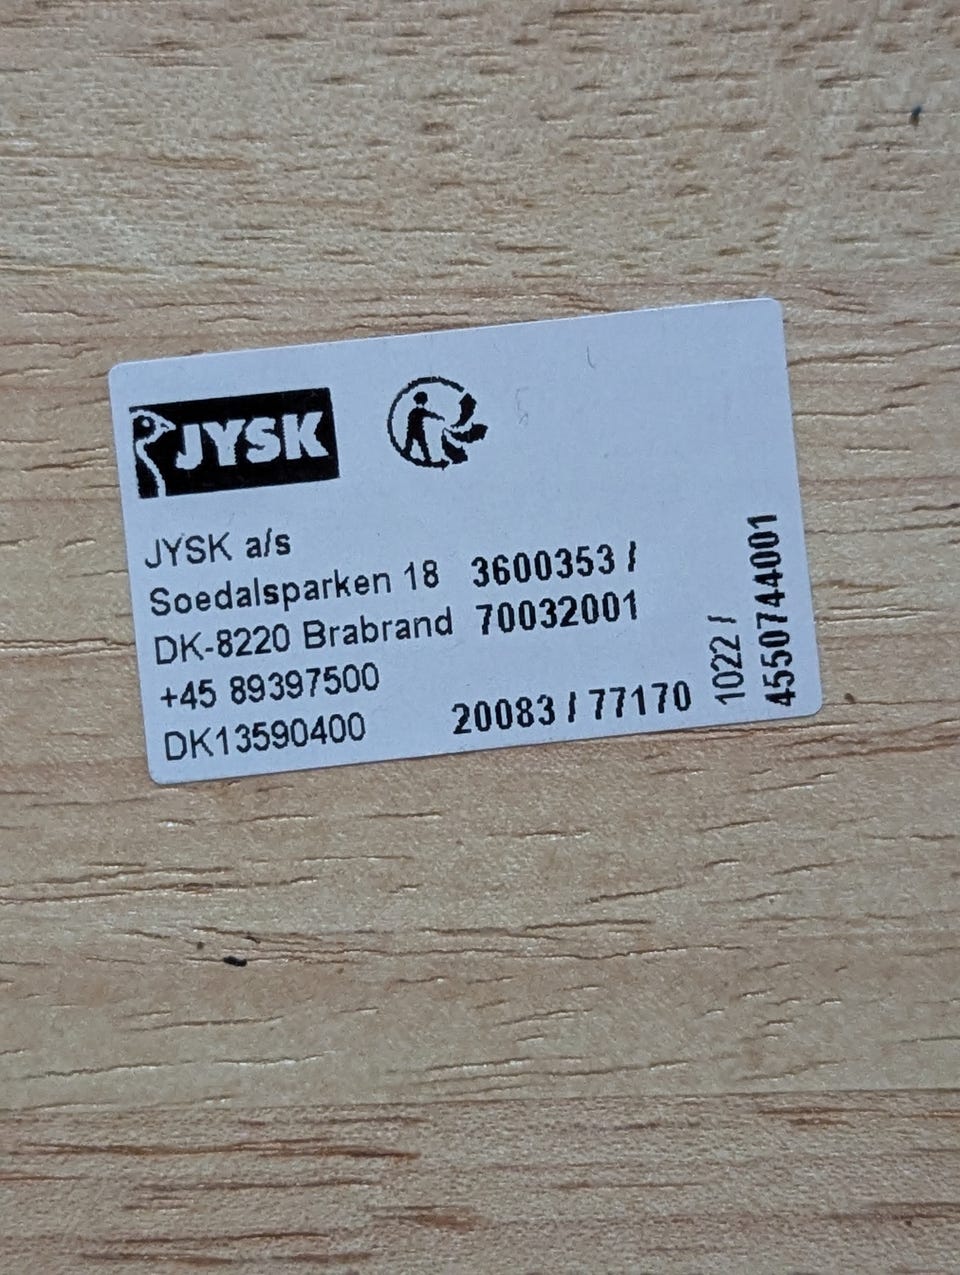 JYSK
JYSK a/s
Soedalsparken 18
DK-8220 Brabrand
+45 89397500
DK13590400
3600353 /
70032001
20083 / 77170
1022 /
4550744001